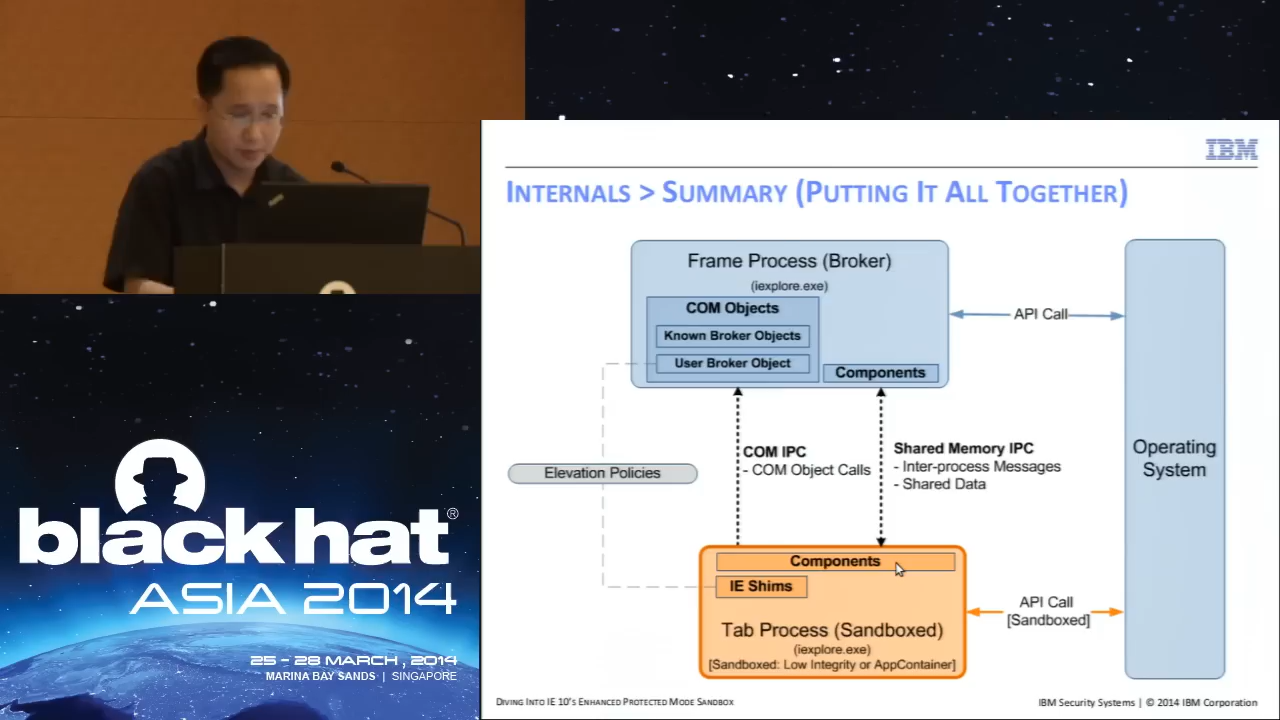 IBM
INTERNALS > SUMMARY (PUTTING IT ALL TOGETHER)
Frame Process (Broker)
(iexplore.exe)
COM Objects
Known Broker Objects
User Broker Object
Components
API Call
Operating
System
COM IPC
- COM Object Calls
Shared Memory IPC
- Inter-process Messages
- Shared Data
Elevation Policies
Components
IE Shims
Tab Process (Sandboxed)
(iexplore.exe)
[Sandboxed: Low Integrity or AppContainer]
API Call
[Sandboxed]
DIVING INTO IE 10'S ENHANCED PROTECTED MODE SANDBOX
IBM Security Systems | © 2014 IBM Corporation
black hat®
ASIA 2014
25 - 28 MARCH, 2014
MARINA BAY SANDS | SINGAPORE